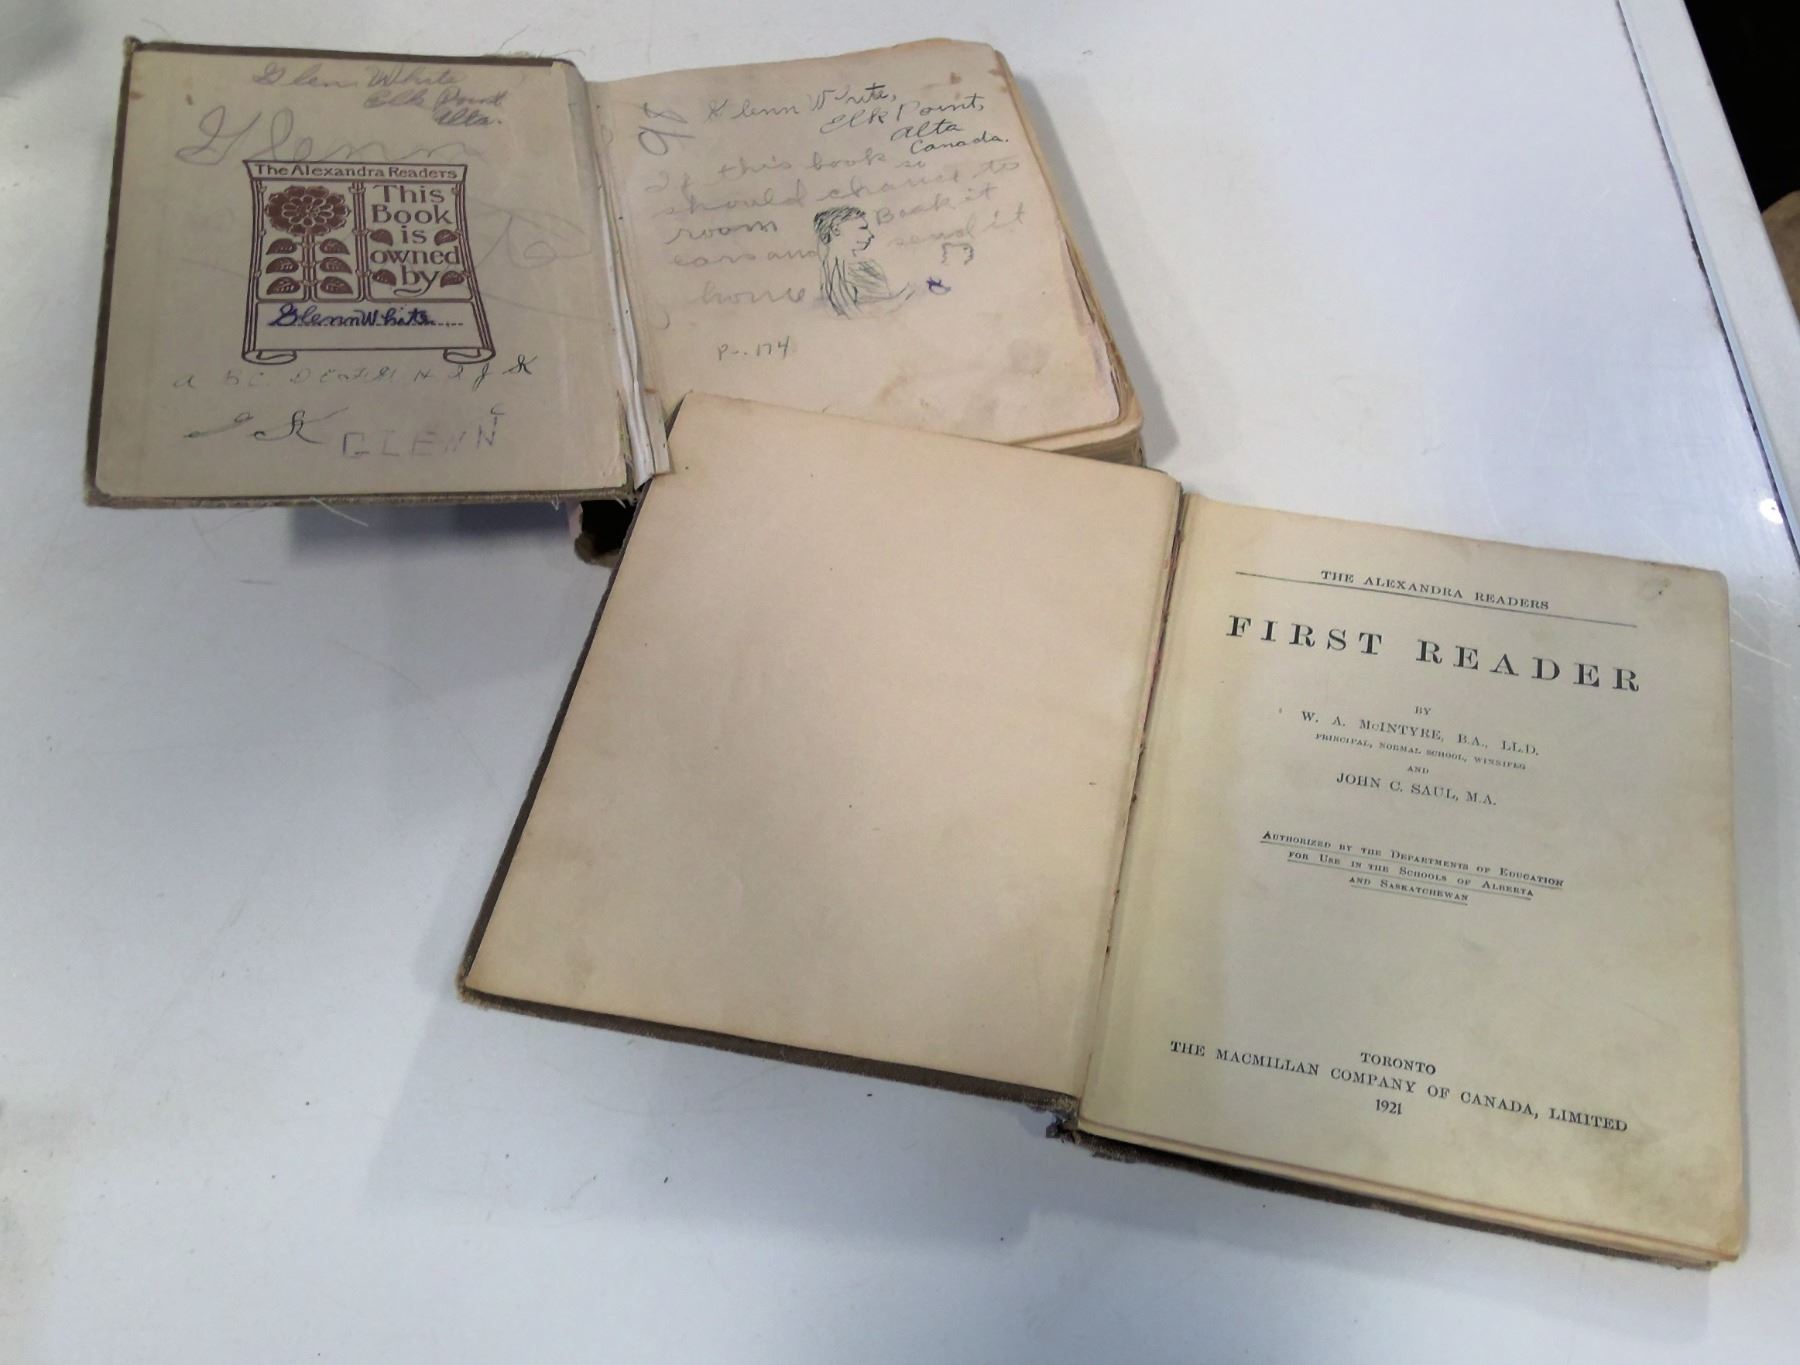 Glenn White
Elk Point
Alta.
Glenn
The Alexandra Readers
This
Book
is
owned
by
Glenn White
A B C D E F G H I J K
J K GLENN
Glenn White,
Elk Point,
Alta
Canada.
If this book
should chance to
room Book it
ears and send it
home
P-. 174
THE ALEXANDRA READERS
FIRST READER
BY
W. A. McINTYRE, B.A., LL.D.
PRINCIPAL, NORMAL SCHOOL, WINNIPEG
AND
JOHN C. SAUL, M.A.
AUTHORIZED BY THE DEPARTMENTS OF EDUCATION
FOR USE IN THE SCHOOLS OF ALBERTA
AND SASKATCHEWAN
TORONTO
THE MACMILLAN COMPANY OF CANADA, LIMITED
1921